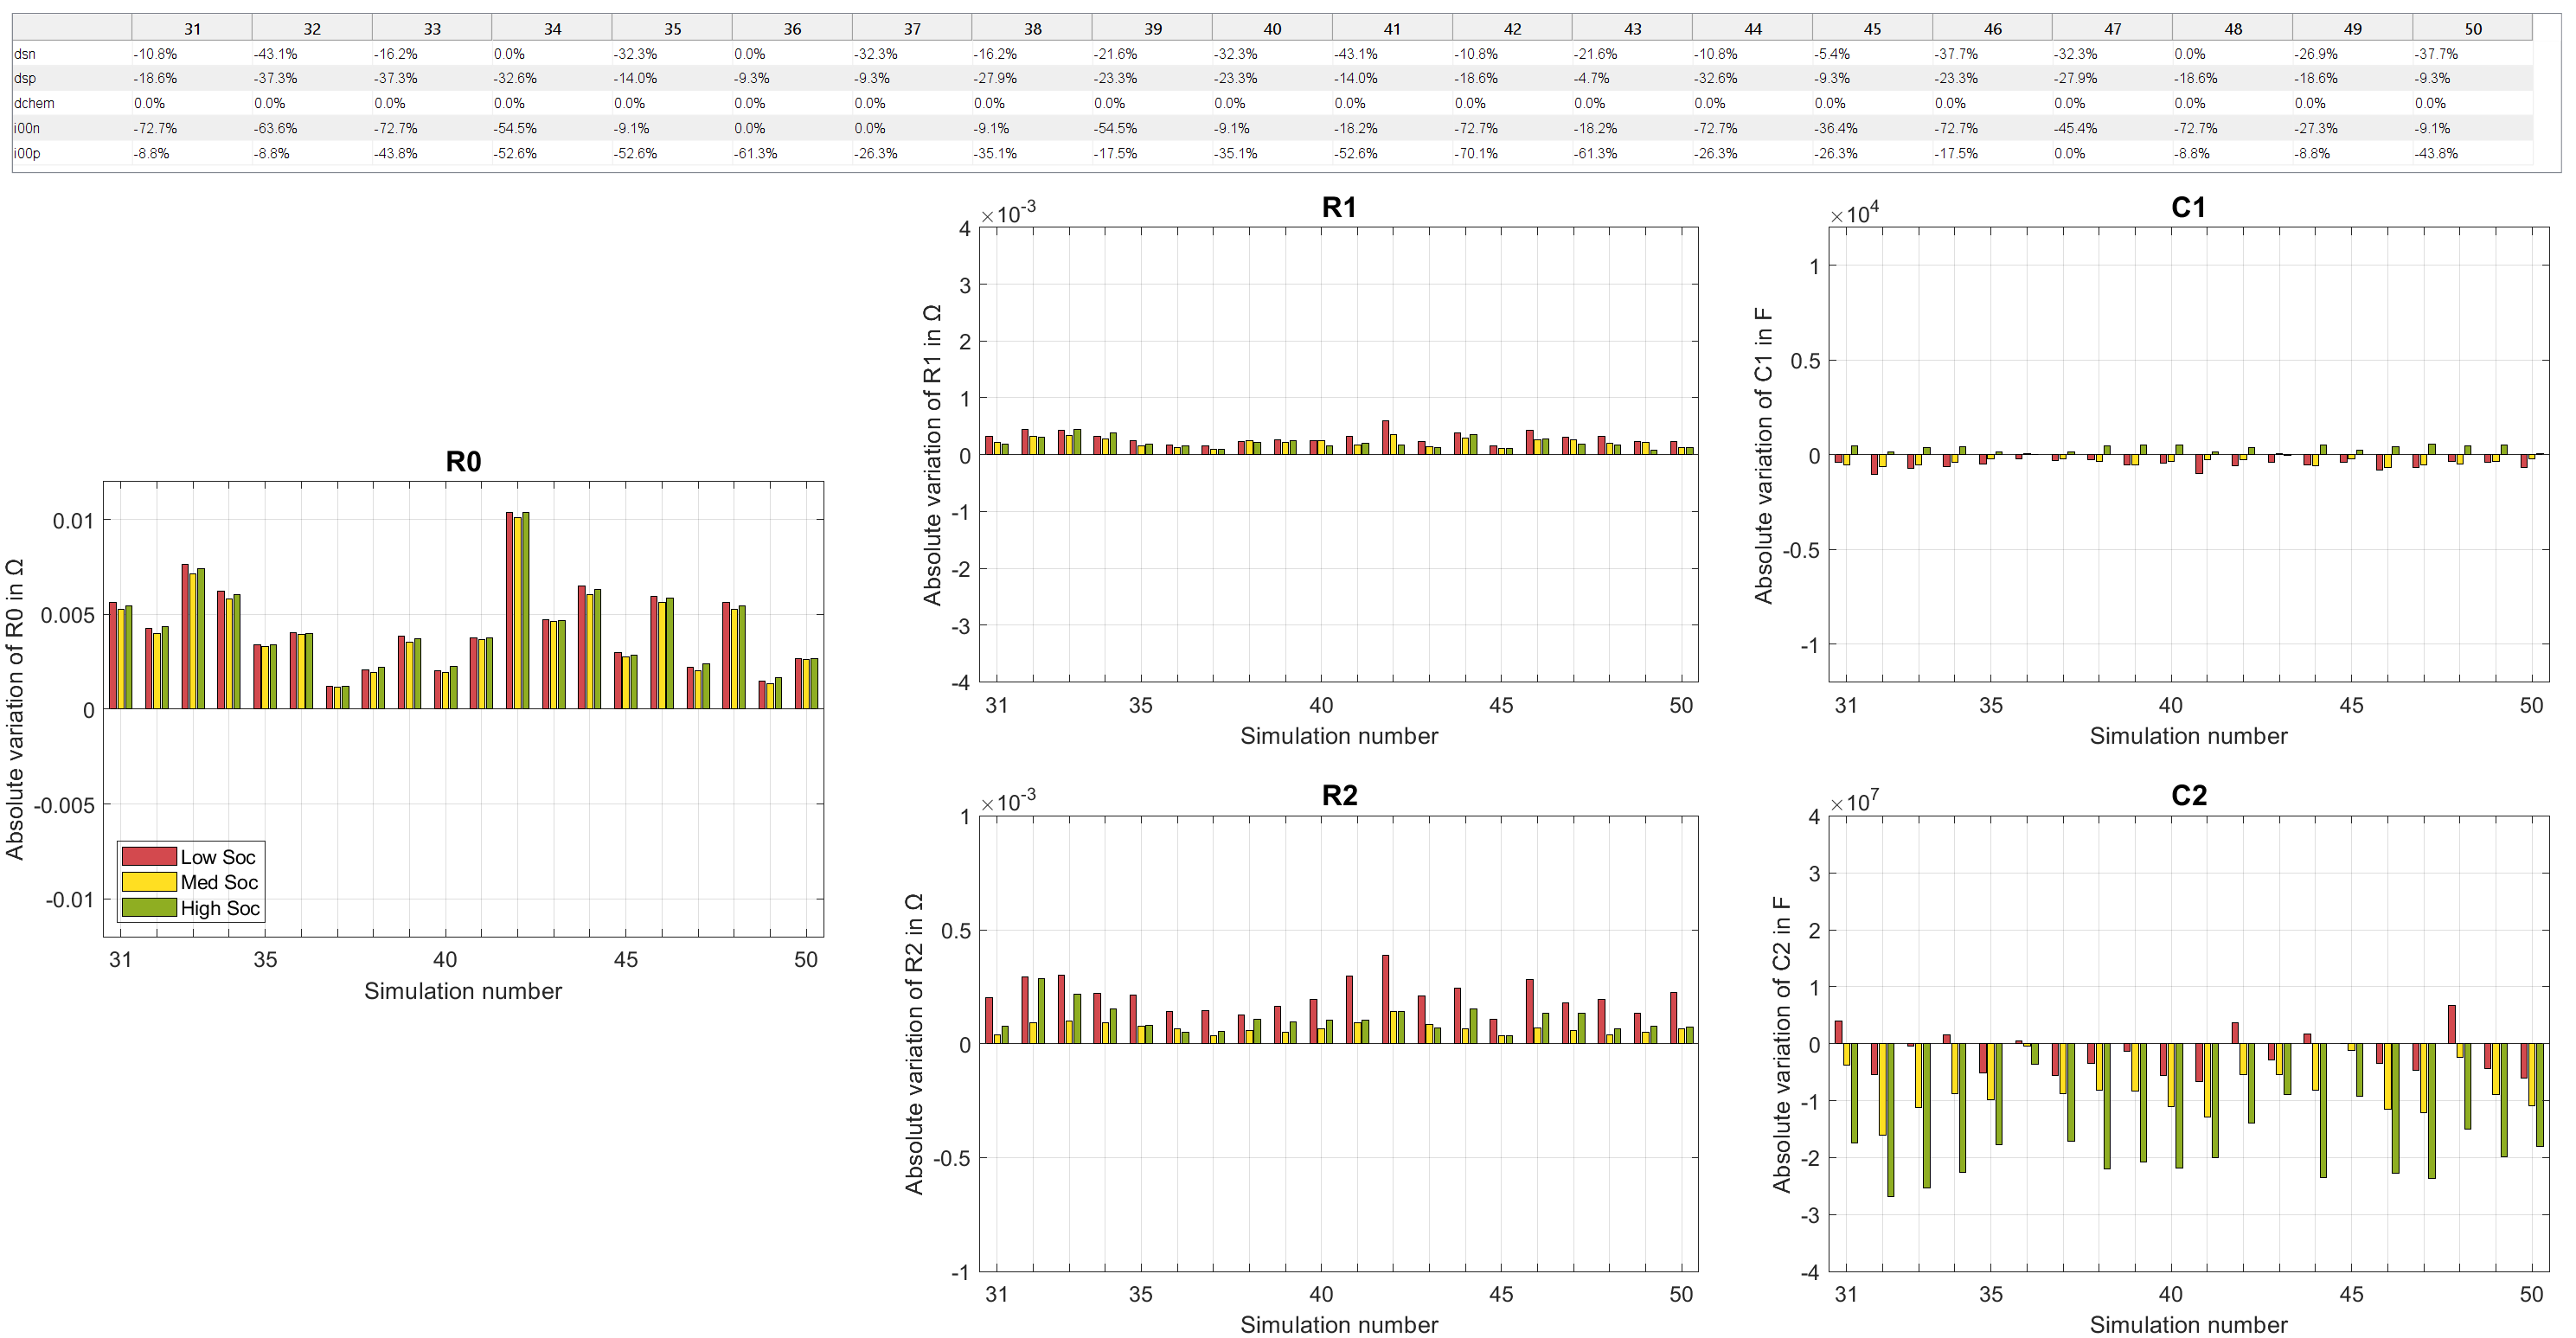 31 32 33 34 35 36 37 38 39 40 41 42 43 44 45 46 47 48 49 50
dsn -10.8% -43.1% -16.2% 0.0% -32.3% 0.0% -32.3% -16.2% -21.6% -32.3% -43.1% -10.8% -21.6% -10.8% -5.4% -37.7% -32.3% 0.0% -26.9% -37.7%
dsp -18.6% -37.3% -37.3% -32.6% -14.0% -9.3% -9.3% -27.9% -23.3% -23.3% -14.0% -18.6% -4.7% -32.6% -9.3% -23.3% -27.9% -18.6% -18.6% -9.3%
dchem 0.0% 0.0% 0.0% 0.0% 0.0% 0.0% 0.0% 0.0% 0.0% 0.0% 0.0% 0.0% 0.0% 0.0% 0.0% 0.0% 0.0% 0.0% 0.0% 0.0%
i00n -72.7% -63.6% -72.7% -54.5% -9.1% 0.0% 0.0% -9.1% -54.5% -9.1% -18.2% -72.7% -18.2% -72.7% -36.4% -72.7% -45.4% -72.7% -27.3% -9.1%
i00p -8.8% -8.8% -43.8% -52.6% -52.6% -61.3% -26.3% -35.1% -17.5% -35.1% -52.6% -70.1% -61.3% -26.3% -26.3% -17.5% 0.0% -8.8% -8.8% -43.8%
R0
Absolute variation of R0 in Ω
0.01
0.005
0
-0.005
-0.01
Low Soc
Med Soc
High Soc
31 35 40 45 50
Simulation number
R1
×10-3
Absolute variation of R1 in Ω
4
3
2
1
0
-1
-2
-3
-4
31 35 40 45 50
Simulation number
C1
×104
Absolute variation of C1 in F
1
0.5
0
-0.5
-1
31 35 40 45 50
Simulation number
R2
×10-3
Absolute variation of R2 in Ω
1
0.5
0
-0.5
-1
31 35 40 45 50
Simulation number
C2
×107
Absolute variation of C2 in F
4
3
2
1
0
-1
-2
-3
-4
31 35 40 45 50
Simulation number